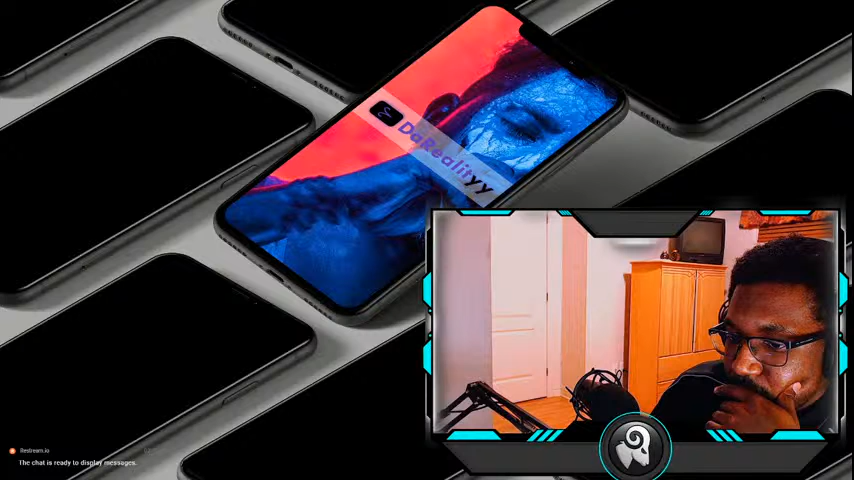 DaRealityy
Restream.io
The chat is ready to display messages.